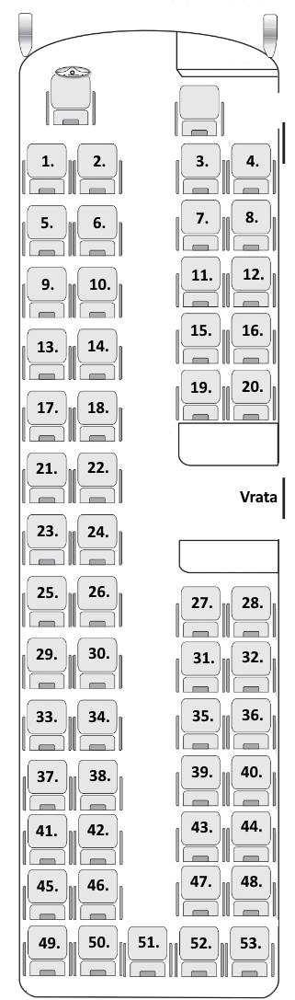 1. 2. 3. 4.
5. 6. 7. 8.
9. 10. 11. 12.
13. 14. 15. 16.
17. 18. 19. 20.
21. 22.
Vrata
23. 24.
25. 26. 27. 28.
29. 30. 31. 32.
33. 34. 35. 36.
37. 38. 39. 40.
41. 42. 43. 44.
45. 46. 47. 48.
49. 50. 51. 52. 53.